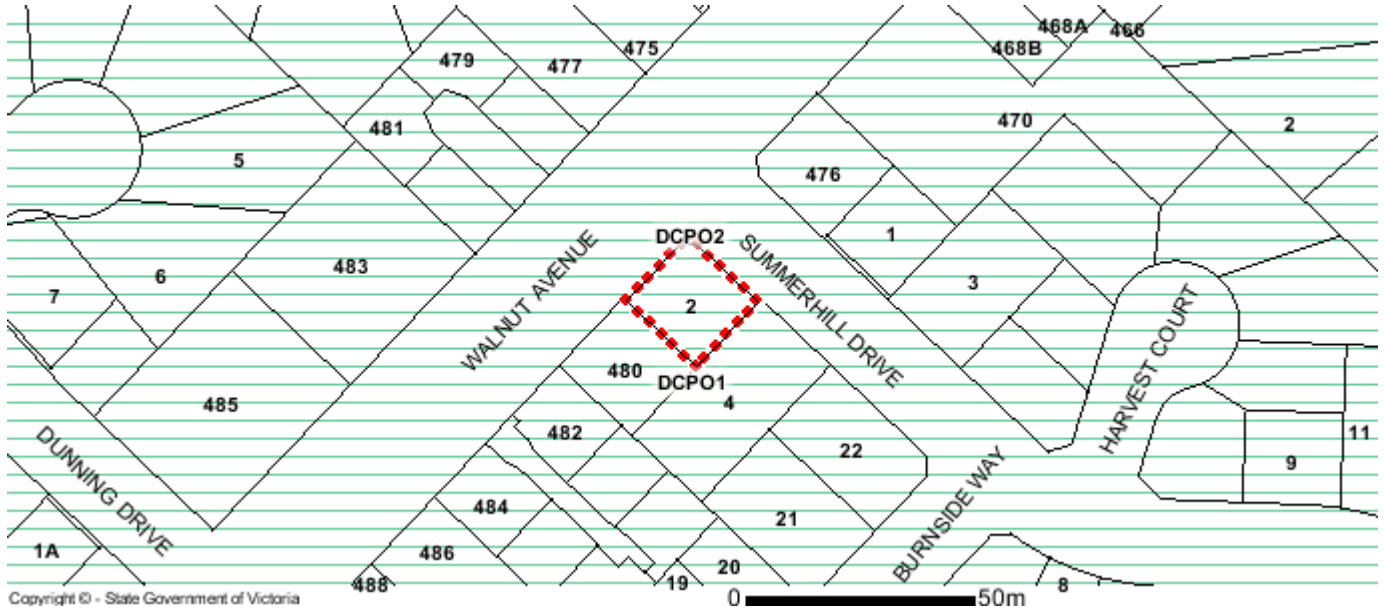 468A
466
475
468B
479
477
470
481
2
5
476
1
DCPO2
WALNUT AVENUE
SUMMERHILL DRIVE
483
6
3
7
2
HARVEST COURT
480
DCPO1
4
485
482
22
11
9
DUNNING DRIVE
484
21
BURNSIDE WAY
1A
486
20
488
19
8
Copyright © - State Government of Victoria
0 50m